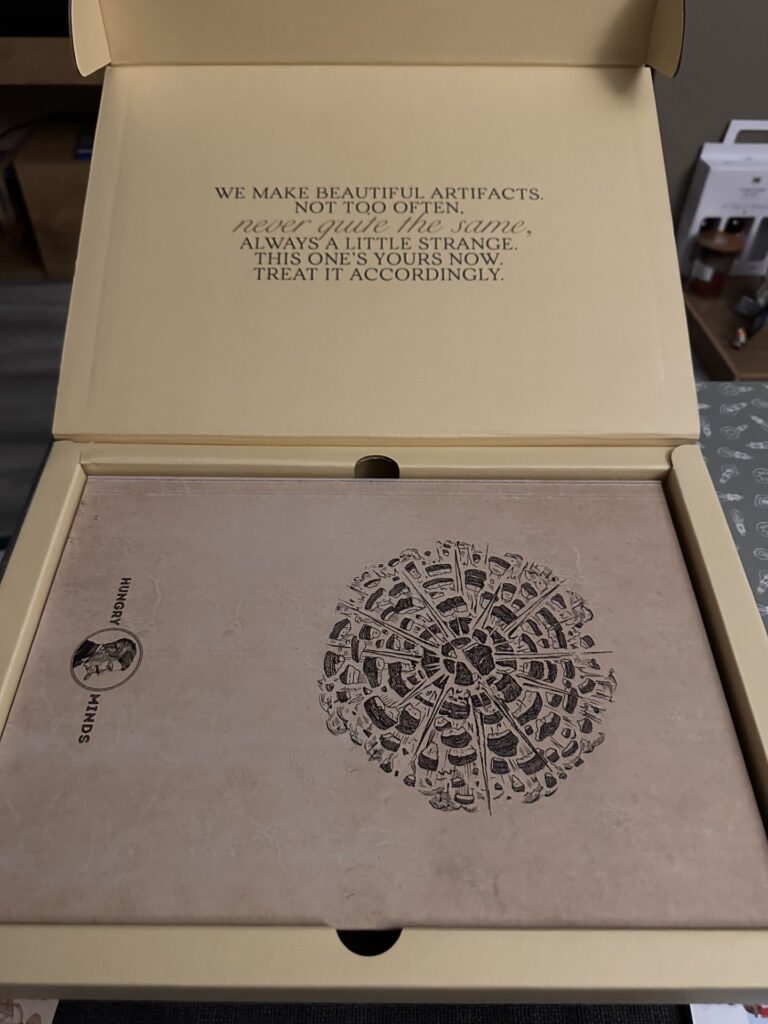 WE MAKE BEAUTIFUL ARTIFACTS.
NOT TOO OFTEN,
never quite the same,
ALWAYS A LITTLE STRANGE.
THIS ONE'S YOURS NOW.
TREAT IT ACCORDINGLY.
HUNGRY
MINDS